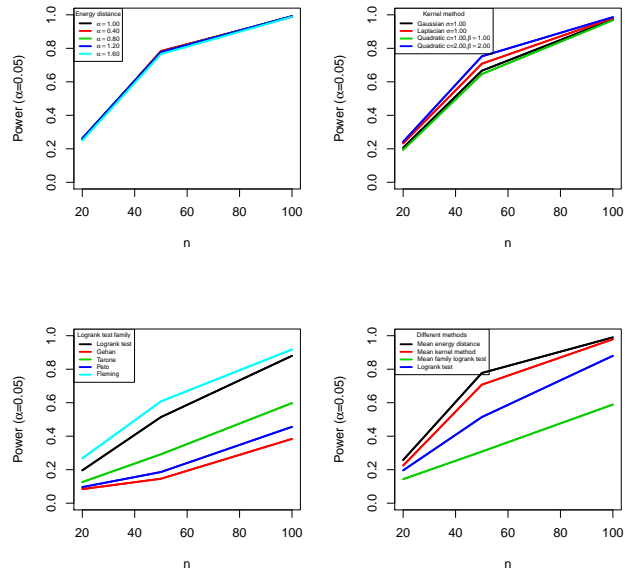 Energy distance
α = 1.00
α = 0.40
α = 0.80
α = 1.20
α = 1.60
Power (α=0.05)
0.0 0.2 0.4 0.6 0.8 1.0
20 40 60 80 100
n
Kernel method
Gaussian σ=1.00
Laplacian σ=1.00
Quadratic c=1.00,β = 1.00
Quadratic c=2.00,β = 2.00
Power (α=0.05)
0.0 0.2 0.4 0.6 0.8 1.0
20 40 60 80 100
n
Logrank test family
Logrank test
Gehan
Tarone
Peto
Fleming
Power (α=0.05)
0.0 0.2 0.4 0.6 0.8 1.0
20 40 60 80 100
n
Different methods
Mean energy distance
Mean kernel method
Mean family logrank test
Logrank test
Power (α=0.05)
0.0 0.2 0.4 0.6 0.8 1.0
20 40 60 80 100
n